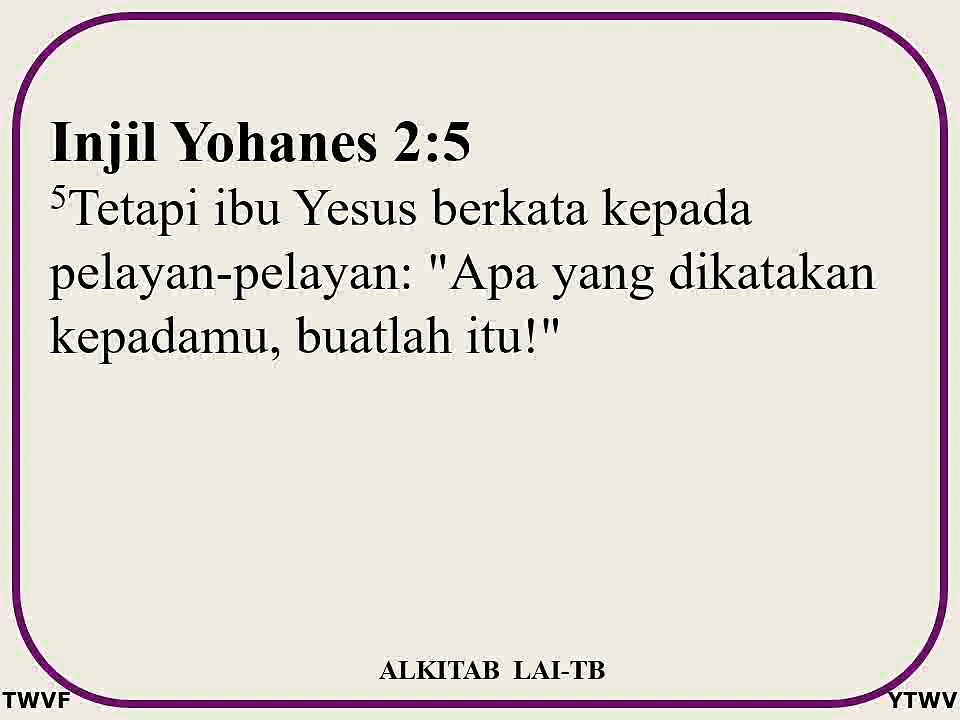 Injil Yohanes 2:5
⁵Tetapi ibu Yesus berkata kepada
pelayan-pelayan: "Apa yang dikatakan
kepadamu, buatlah itu!"
ALKITAB LAI-TB
TWVF
YTWV